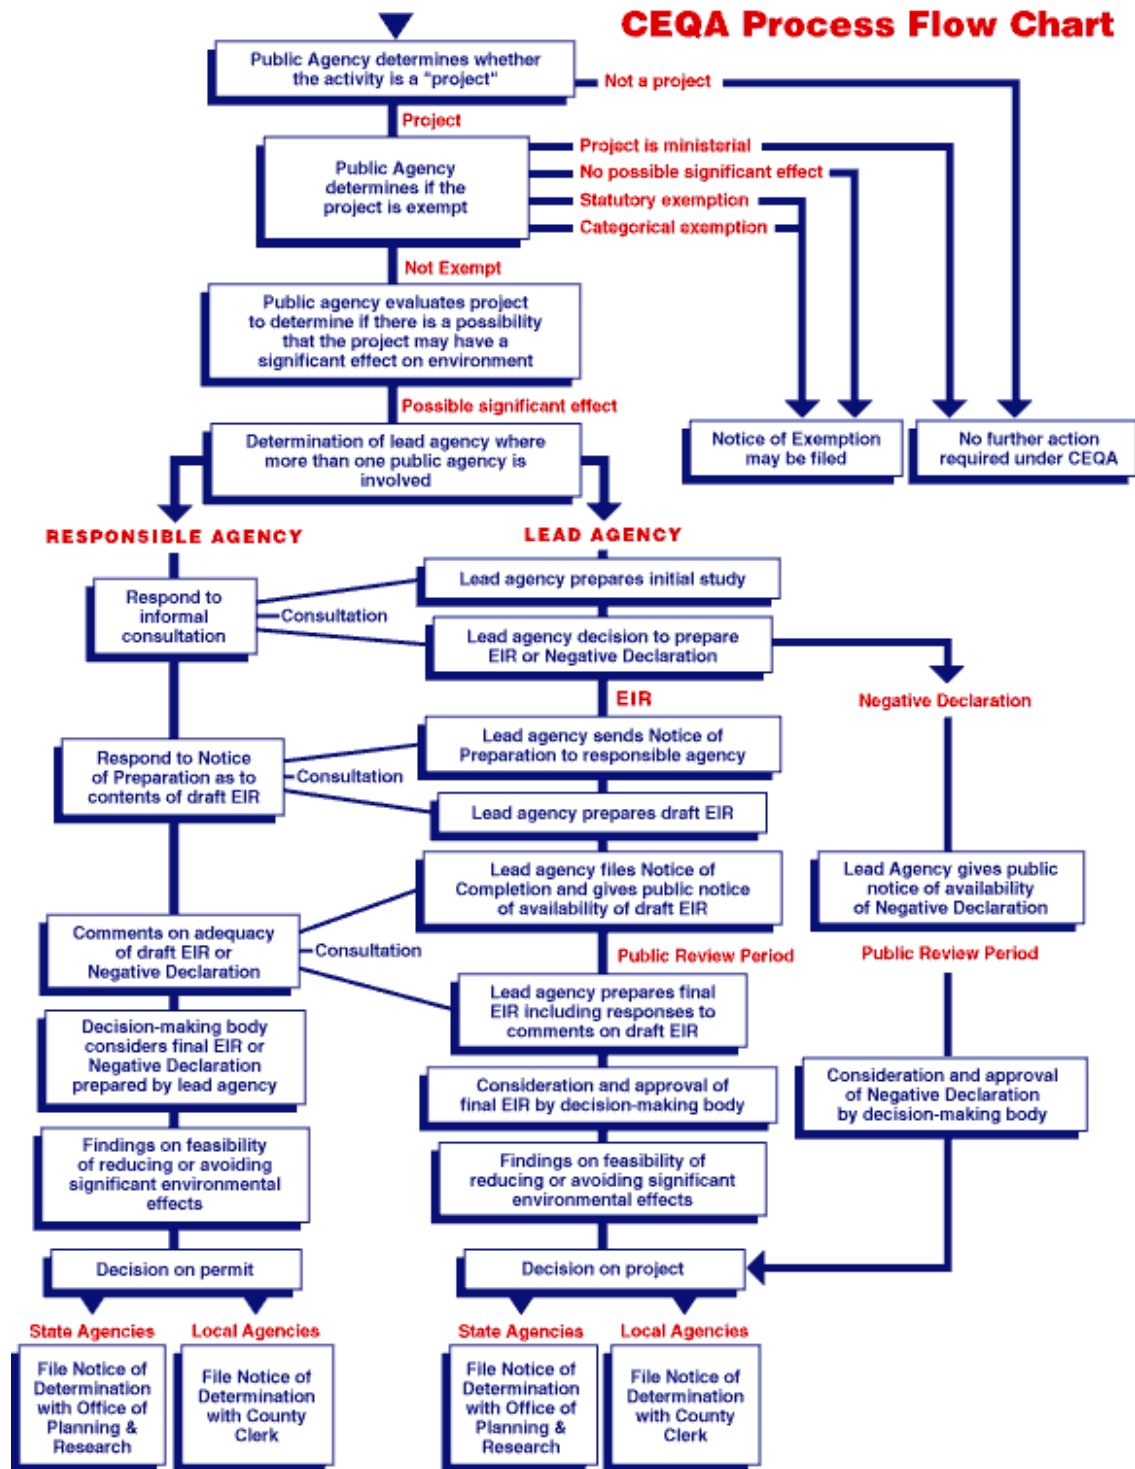 CEQA Process Flow Chart
Public Agency determines whether
the activity is a "project"
Not a project
Project
Public Agency
determines if the
project is exempt
Project is ministerial
No possible significant effect
Statutory exemption
Categorical exemption
Not Exempt
Public agency evaluates project
to determine if there is a possibility
that the project may have a
significant effect on environment
Possible significant effect
Determination of lead agency where
more than one public agency is
involved
Notice of Exemption
may be filed
No further action
required under CEQA
RESPONSIBLE AGENCY
LEAD AGENCY
Respond to
informal
consultation
Consultation
Lead agency prepares initial study
Lead agency decision to prepare
EIR or Negative Declaration
EIR
Negative Declaration
Respond to Notice
of Preparation as to
contents of draft EIR
Consultation
Lead agency sends Notice of
Preparation to responsible agency
Lead agency prepares draft EIR
Lead agency files Notice of
Completion and gives public notice
of availability of draft EIR
Lead Agency gives public
notice of availability
of Negative Declaration
Comments on adequacy
of draft EIR or
Negative Declaration
Consultation
Public Review Period
Public Review Period
Lead agency prepares final
EIR including responses to
comments on draft EIR
Decision-making body
considers final EIR or
Negative Declaration
prepared by lead agency
Consideration and approval of
final EIR by decision-making body
Consideration and approval
of Negative Declaration
by decision-making body
Findings on feasibility
of reducing or avoiding
significant environmental
effects
Findings on feasibility of
reducing or avoiding significant
environmental effects
Decision on permit
Decision on project
State Agencies
Local Agencies
State Agencies
Local Agencies
File Notice of
Determination
with Office of
Planning &
Research
File Notice of
Determination
with County
Clerk
File Notice of
Determination
with Office of
Planning &
Research
File Notice of
Determination
with County
Clerk